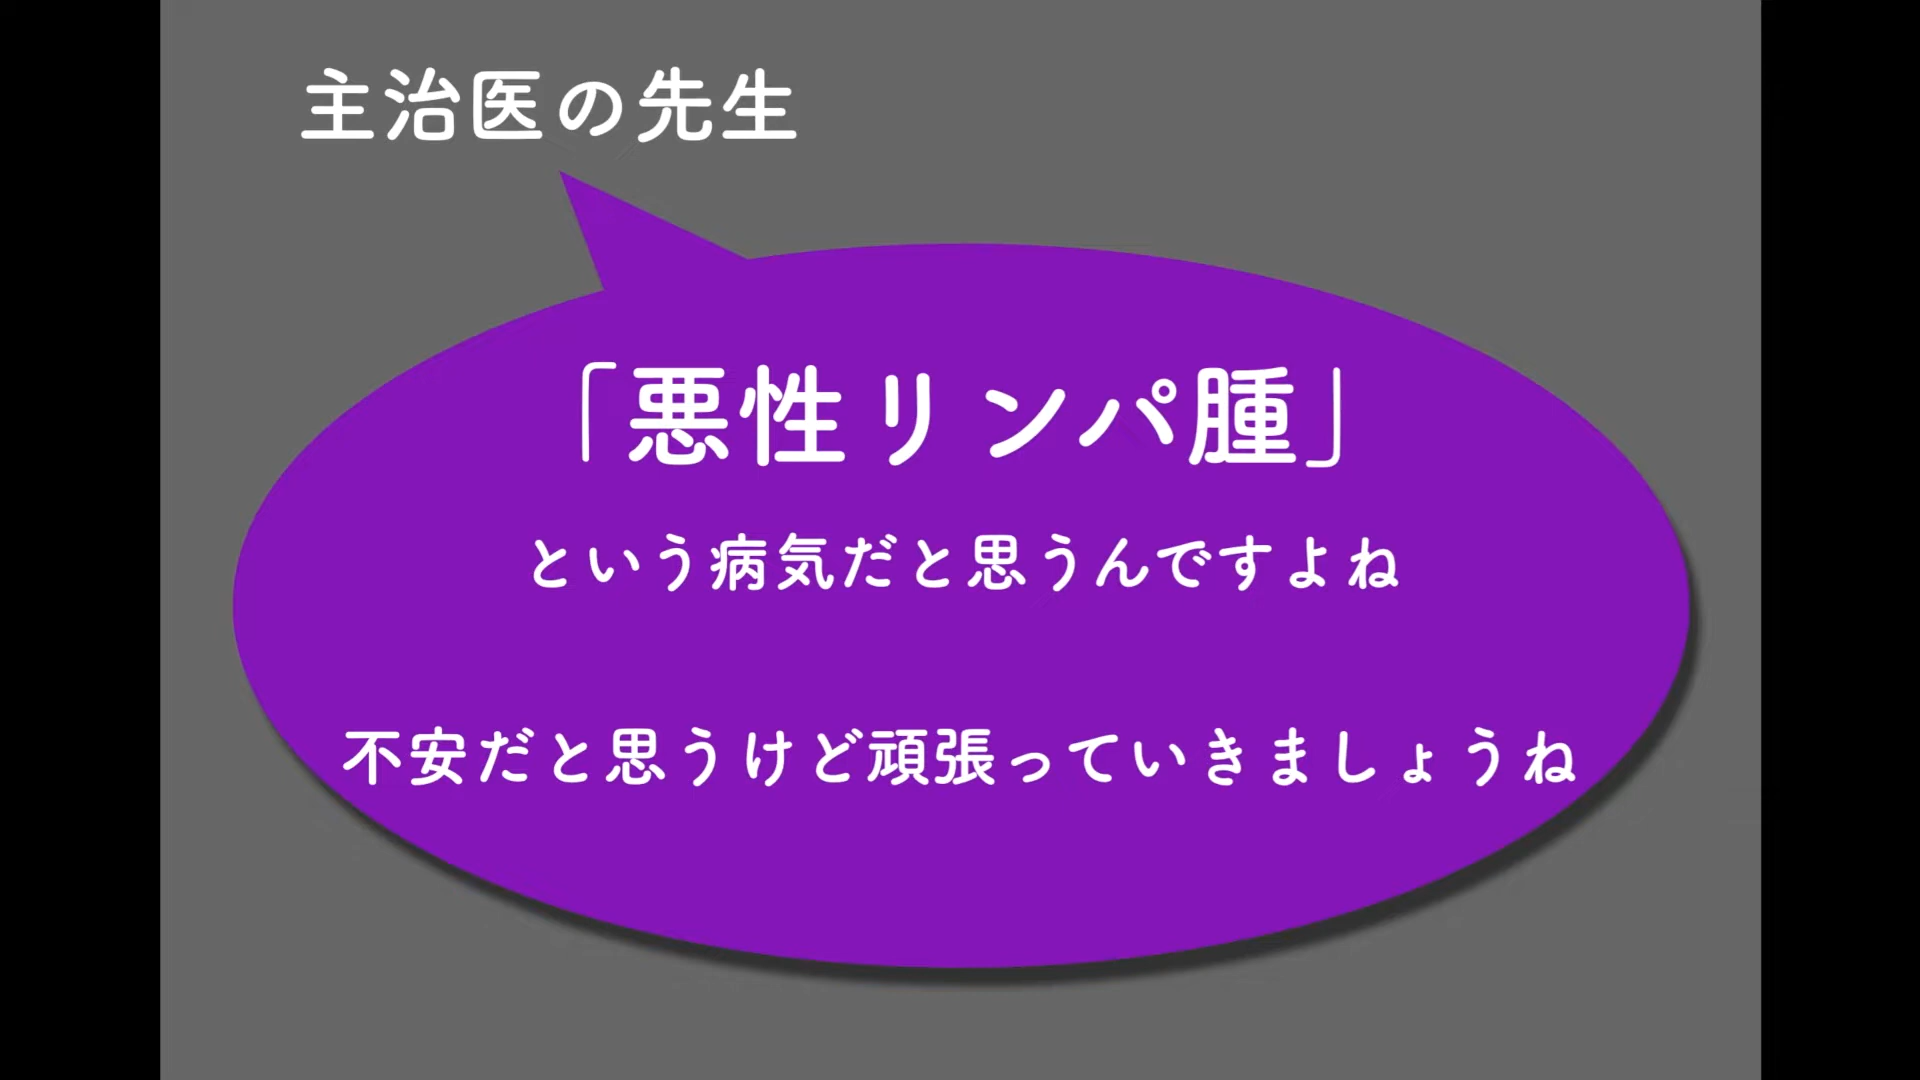 主治医の先生
「悪性リンパ腫」
という病気だと思うんですよね
不安だと思うけど頑張っていきましょうね